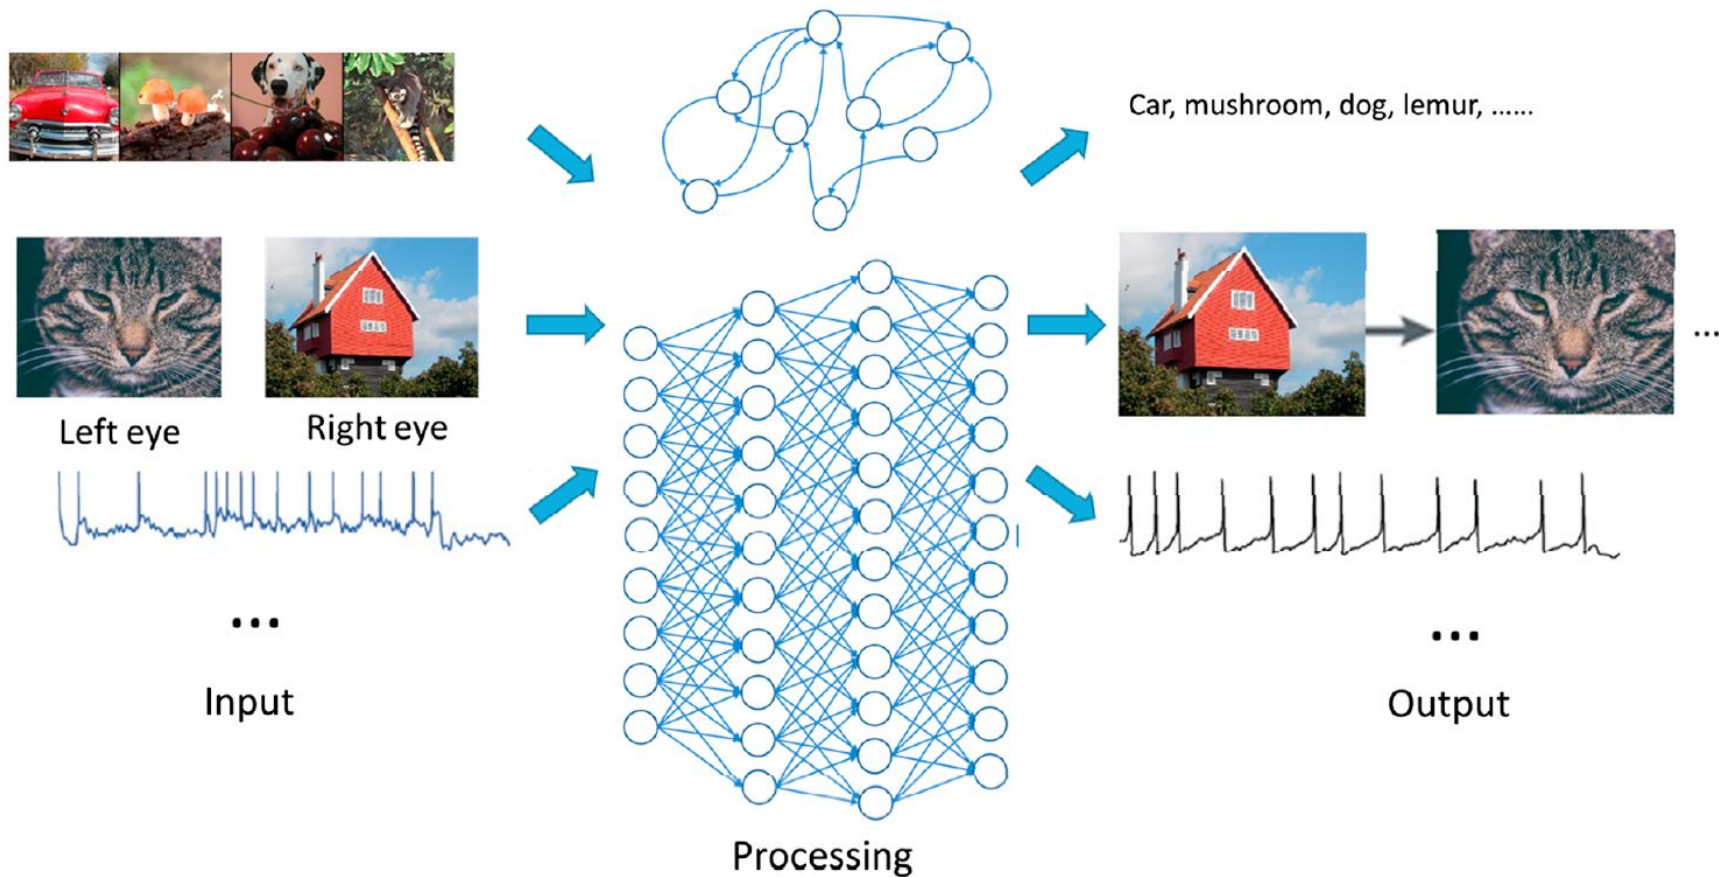 Car, mushroom, dog, lemur, ......
Left eye
Right eye
...
...
...
Input
Output
Processing